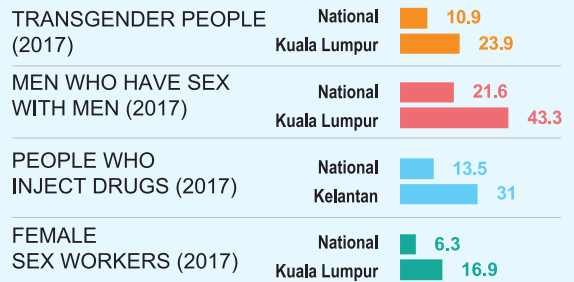 TRANSGENDER PEOPLE
(2017)
National 10.9
Kuala Lumpur 23.9
MEN WHO HAVE SEX
WITH MEN (2017)
National 21.6
Kuala Lumpur 43.3
PEOPLE WHO
INJECT DRUGS (2017)
National 13.5
Kelantan 31
FEMALE
SEX WORKERS (2017)
National 6.3
Kuala Lumpur 16.9